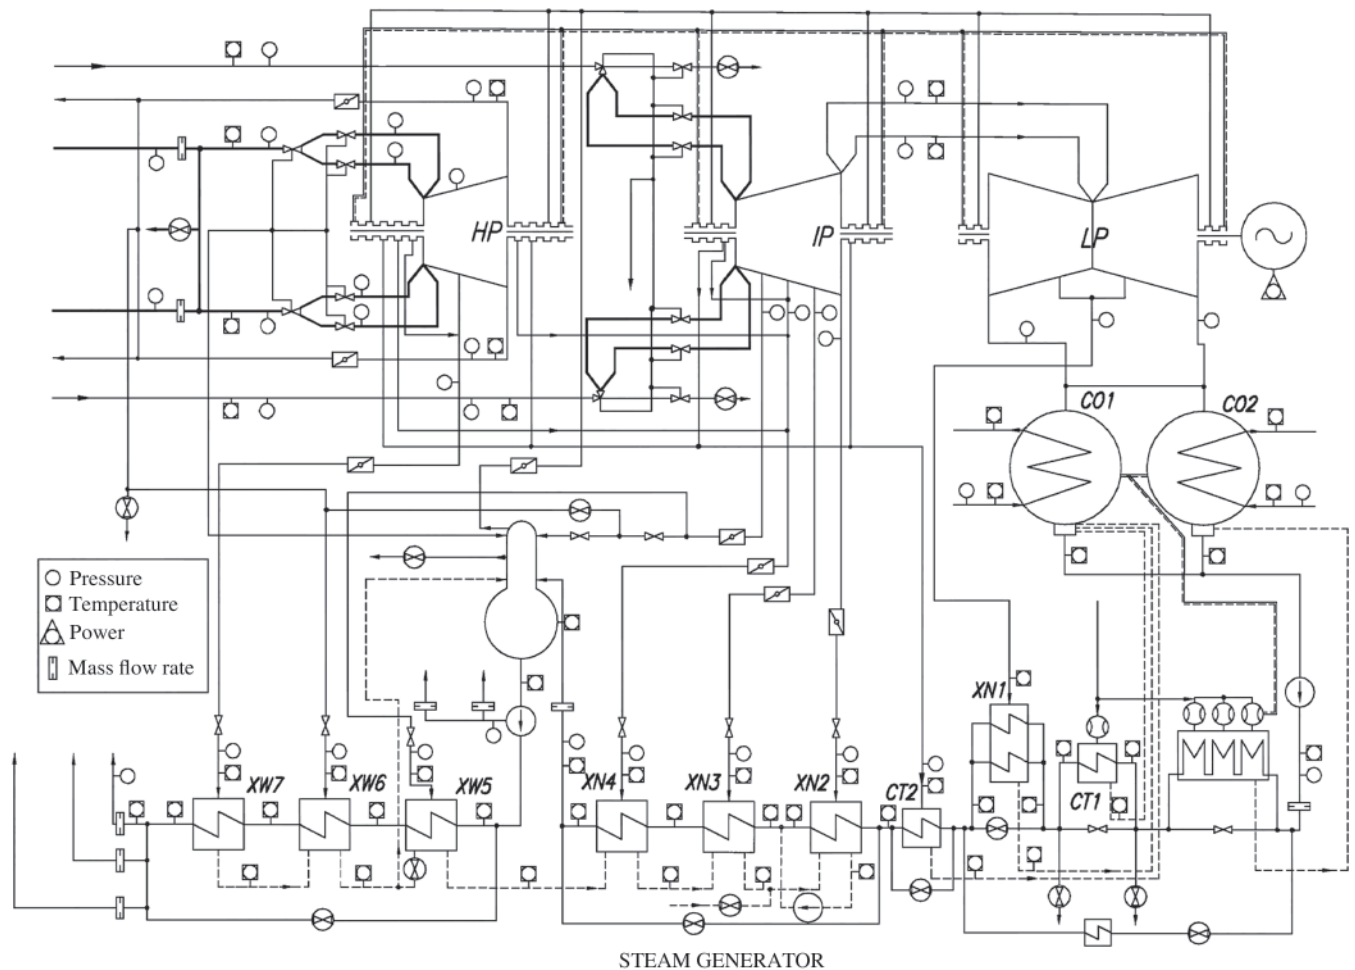 HP
IP
LP
CO1
CO2
Pressure
Temperature
Power
Mass flow rate
XN1
XW7
XW6
XW5
XN4
XN3
XN2
CT2
CT1
STEAM GENERATOR